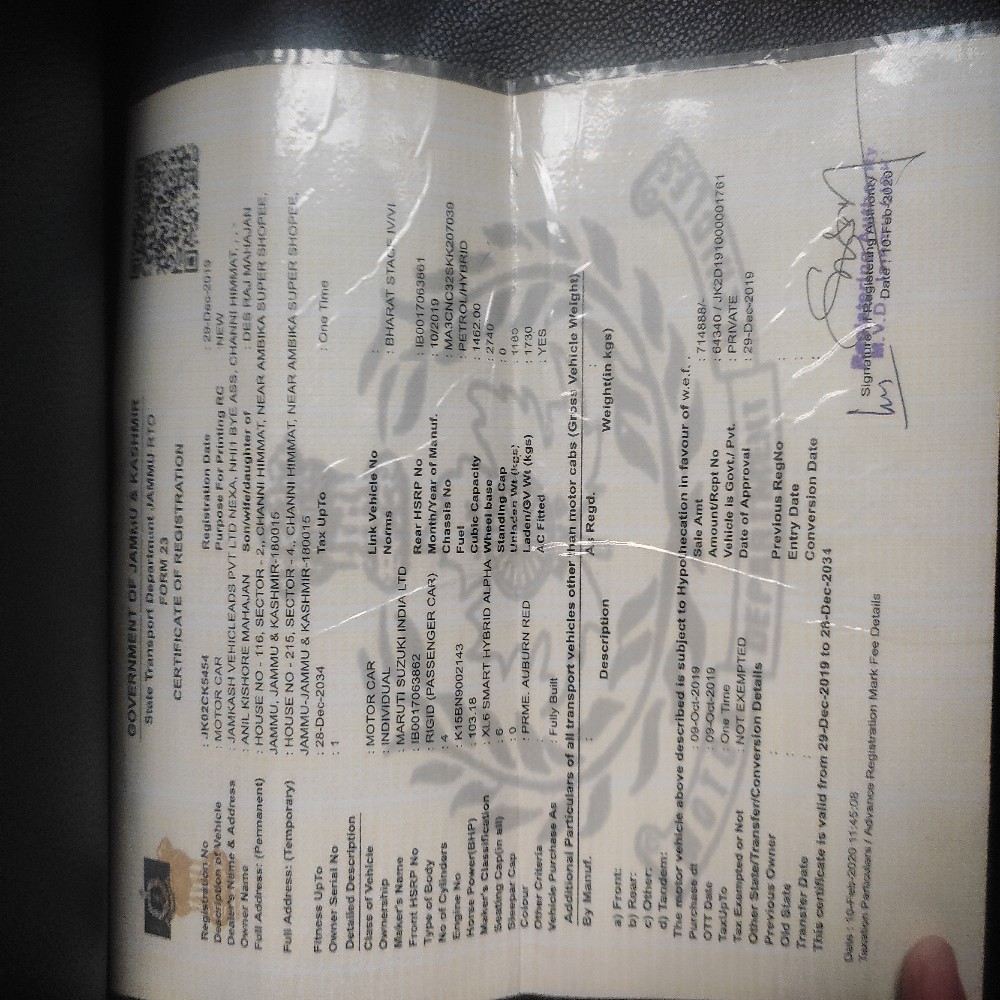 GOVERNMENT OF JAMMU & KASHMIR
State Transport Department JAMMU RTO
FORM 23
CERTIFICATE OF REGISTRATION
Registration No : JK02CK5454 Registration Date : 29-Dec-2019
Description of Vehicle : MOTOR CAR Purpose For Printing RC : NEW
Dealer's Name & Address : JAMKASH VEHICLEADS PVT LTD NEXA, NH1 BYE ASS, CHANNI HIMMAT, , , -
Owner Name : ANIL KISHORE MAHAJAN Son/wife/daughter of : DES RAJ MAHAJAN
Full Address: (Permanent) : HOUSE NO - 116, SECTOR - 2,, CHANNI HIMMAT, NEAR AMBIKA SUPER SHOPEE,
JAMMU, JAMMU & KASHMIR-180015
Full Address: (Temporary) : HOUSE NO - 215, SECTOR - 4,, CHANNI HIMMAT, NEAR AMBIKA SUPER SHOPEE,
JAMMU-JAMMU & KASHMIR-180015
Fitness UpTo : 28-Dec-2034 Tax UpTo : One Time
Owner Serial No : 1
Detailed Description
Class of Vehicle : MOTOR CAR Link Vehicle No :
Ownership : INDIVIDUAL Norms : BHARAT STAGE IV/VI
Maker's Name : MARUTI SUZUKI INDIA LTD
Front HSRP No : IB0017063862 Rear HSRP No : IB0017063861
Type of Body : RIGID (PASSENGER CAR) Month/Year of Manuf. : 10/2019
No of Cylinders : 4 Chassis No : MA3CNC32SKK207039
Engine No : K15BN9002143 Fuel : PETROL/HYBRID
Horse Power(BHP) : 103.18 Cubic Capacity : 1462.00
Maker's Classification : XL6 SMART HYBRID ALPHA Wheel base : 2740
Seating Cap(in all) : 6 Standing Cap : 0
Sleeper Cap : 0 Unladen Wt (kgs) : 1185
Colour : PRME. AUBURN RED Laden/GV Wt (kgs) : 1730
Other Criteria : AC Fitted : YES
Vehicle Purchase As : Fully Built
Additional Particulars of all transport vehicles other than motor cabs (Gross Vehicle Weight)
By Manuf. : As Regd. :
Description Weight(in kgs)
a) Front:
b) Rear:
c) Other:
d) Tandem:
The motor vehicle above described is subject to Hypothecation in favour of w.e.f. .
Purchase dt : 09-Oct-2019 Sale Amt : 714888/-
OTT Date : 09-Oct-2019 Amount/Rcpt No : 64340 / JK2D191000001761
TaxUpTo : One Time Vehicle is Govt./ Pvt. : PRIVATE
Tax Exempted or Not : NOT EXEMPTED Date of Approval : 29-Dec-2019
Other State/Transfer/Conversion Details
Previous Owner : Previous RegNo :
Old State : Entry Date :
Transfer Date : Conversion Date :
This certificate is valid from 29-Dec-2019 to 28-Dec-2034
Signature of Registering Authority
Date : 10-Feb-2020
Date : 10-Feb-2020 11:45:08
Taxation Particulars / Advance Registration Mark Fee Details